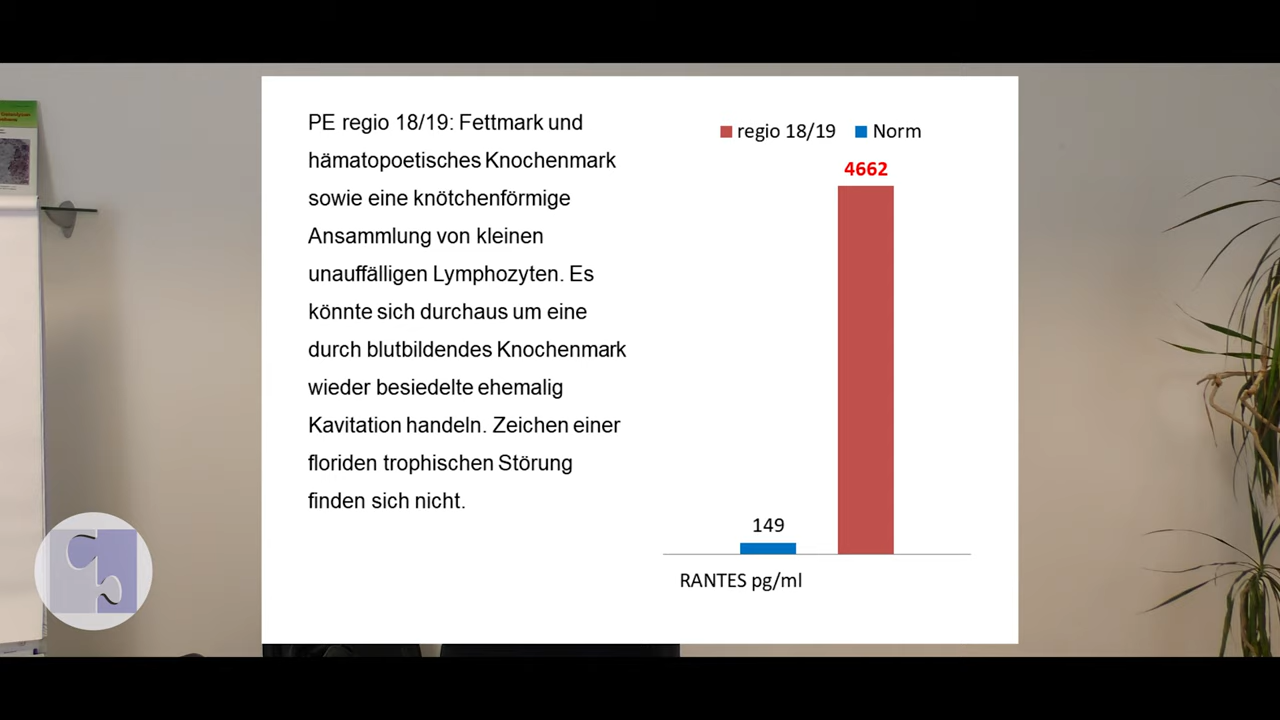 PE regio 18/19: Fettmark und
hämatopoetisches Knochenmark
sowie eine knötchenförmige
Ansammlung von kleinen
unauffälligen Lymphozyten. Es
könnte sich durchaus um eine
durch blutbildendes Knochenmark
wieder besiedelte ehemalig
Kavitation handeln. Zeichen einer
floriden trophischen Störung
finden sich nicht.
regio 18/19 Norm
4662
149
RANTES pg/ml